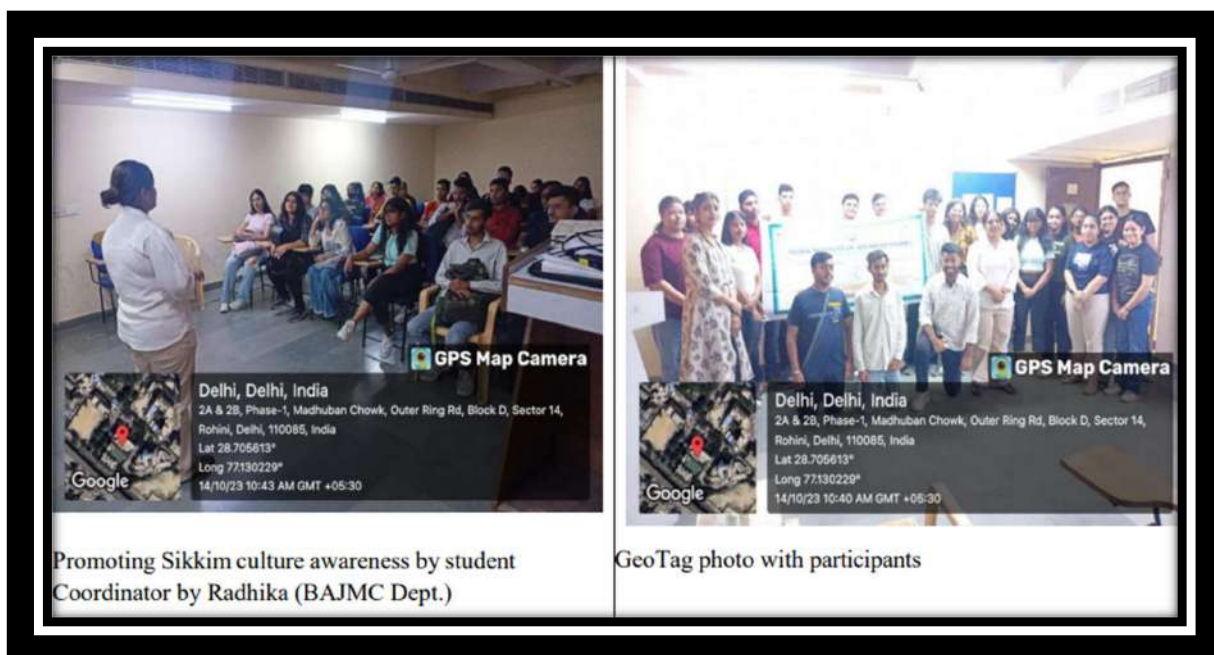 GPS Map Camera
Delhi, Delhi, India
2A & 2B, Phase-1, Madhuban Chowk, Outer Ring Rd, Block D, Sector 14,
Rohini, Delhi, 110085, India
Lat 28.705613°
Long 77.130229°
14/10/23 10:43 AM GMT +05:30
Google
GPS Map Camera
Delhi, Delhi, India
2A & 2B, Phase-1, Madhuban Chowk, Outer Ring Rd, Block D, Sector 14,
Rohini, Delhi, 110085, India
Lat 28.705613°
Long 77.130229°
14/10/23 10:40 AM GMT +05:30
Google
Promoting Sikkim culture awareness by student
Coordinator by Radhika (BAJMC Dept.)
GeoTag photo with participants